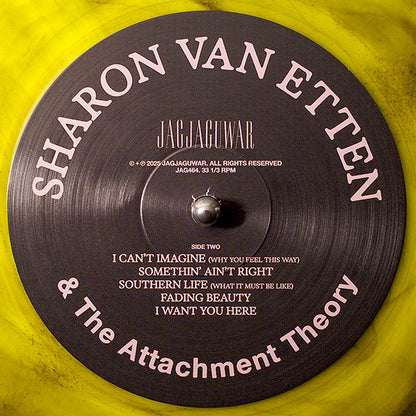 SHARON VAN ETTEN
JAGJAGUWAR
© + ℗ 2025 JAGJAGUWAR. ALL RIGHTS RESERVED
JAG464. 33 1/3 RPM
SIDE TWO
I CAN'T IMAGINE (WHY YOU FEEL THIS WAY)
SOMETHIN' AIN'T RIGHT
SOUTHERN LIFE (WHAT IT MUST BE LIKE)
FADING BEAUTY
I WANT YOU HERE
& The Attachment Theory